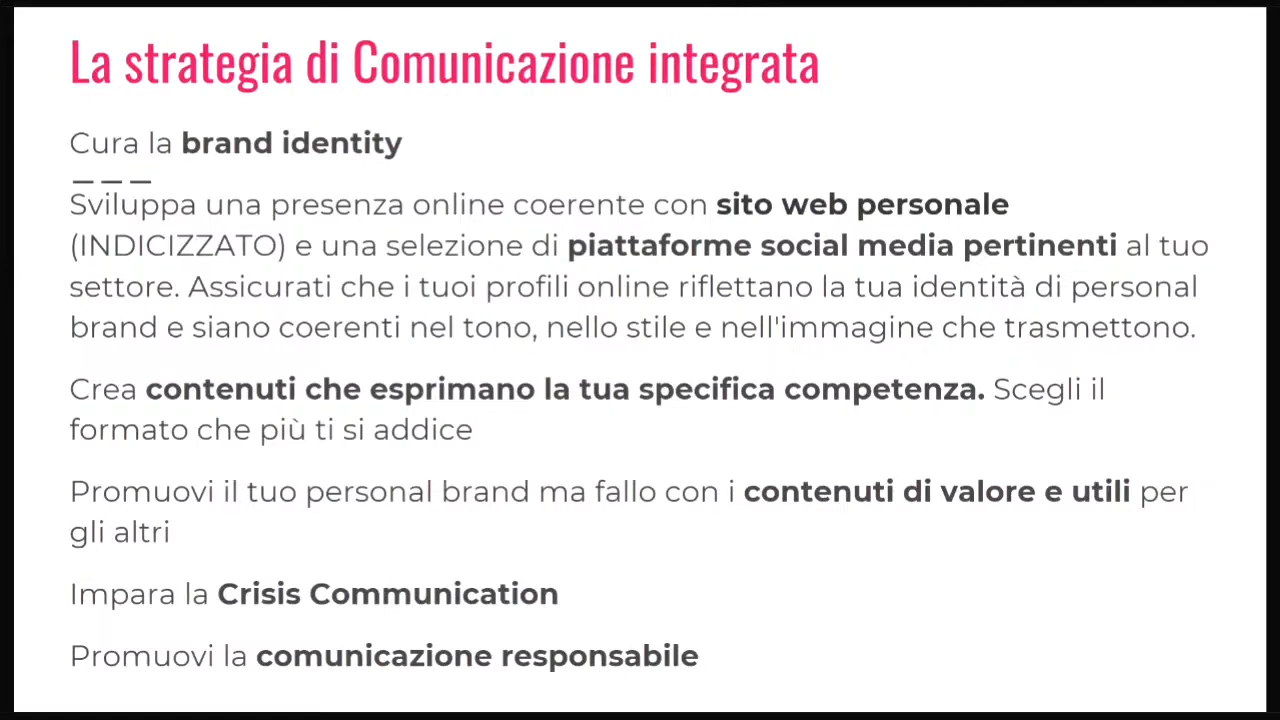 La strategia di Comunicazione integrata
Cura la brand identity
Sviluppa una presenza online coerente con sito web personale
(INDICIZZATO) e una selezione di piattaforme social media pertinenti al tuo
settore. Assicurati che i tuoi profili online riflettano la tua identità di personal
brand e siano coerenti nel tono, nello stile e nell'immagine che trasmettono.
Crea contenuti che esprimano la tua specifica competenza. Scegli il
formato che più ti si addice
Promuovi il tuo personal brand ma fallo con i contenuti di valore e utili per
gli altri
Impara la Crisis Communication
Promuovi la comunicazione responsabile